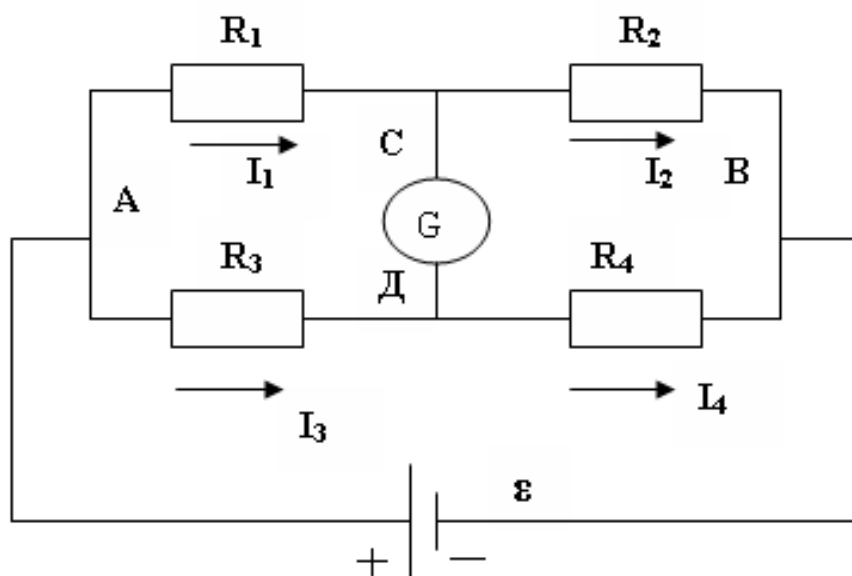 R₁
R₂
С
I₁
I₂
В
А
G
R₃
R₄
Д
I₃
I₄
ε
+ −